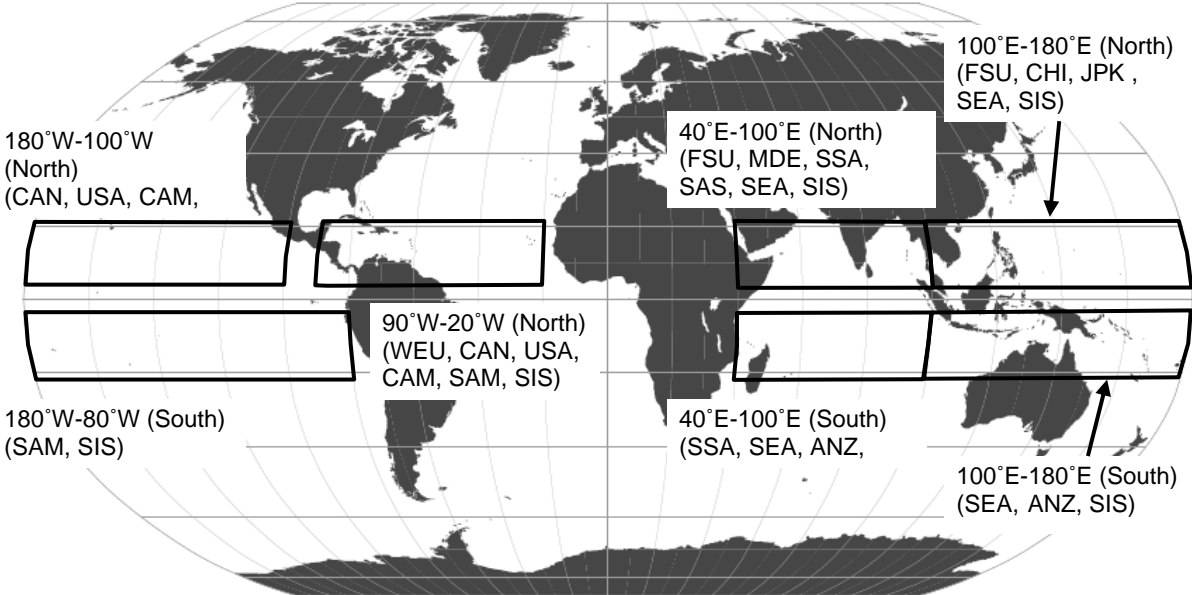 100˚E-180˚E (North)
(FSU, CHI, JPK ,
SEA, SIS)
180˚W-100˚W
(North)
(CAN, USA, CAM,
40˚E-100˚E (North)
(FSU, MDE, SSA,
SAS, SEA, SIS)
90˚W-20˚W (North)
(WEU, CAN, USA,
CAM, SAM, SIS)
180˚W-80˚W (South)
(SAM, SIS)
40˚E-100˚E (South)
(SSA, SEA, ANZ,
100˚E-180˚E (South)
(SEA, ANZ, SIS)